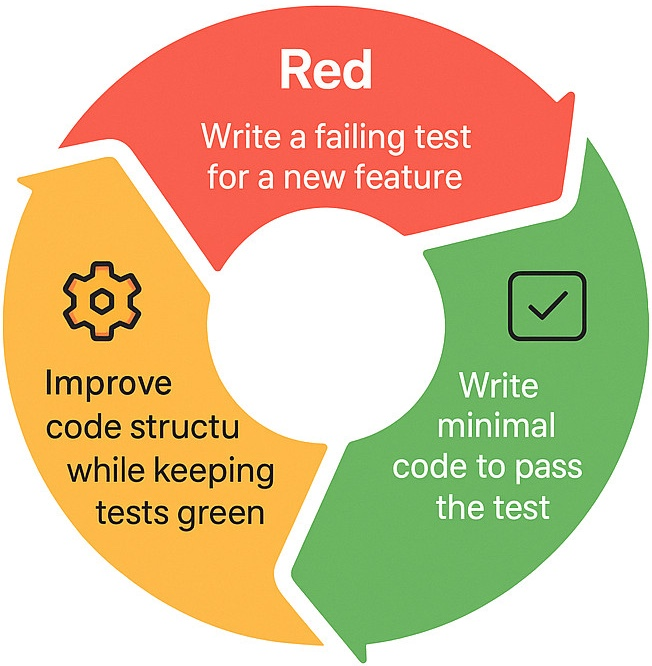 Red
Write a failing test
for a new feature
Write
minimal
code to pass
the test
Improve
code structu
while keeping
tests green